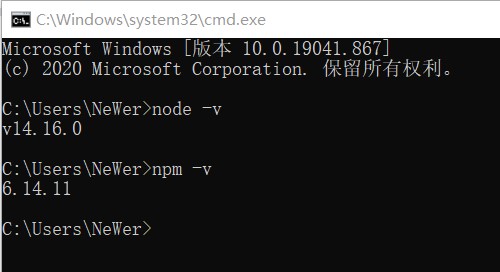 C:\Windows\system32\cmd.exe
Microsoft Windows [版本 10.0.19041.867]
(c) 2020 Microsoft Corporation. 保留所有权利。
C:\Users\NeWer>node -v
v14.16.0
C:\Users\NeWer>npm -v
6.14.11
C:\Users\NeWer>